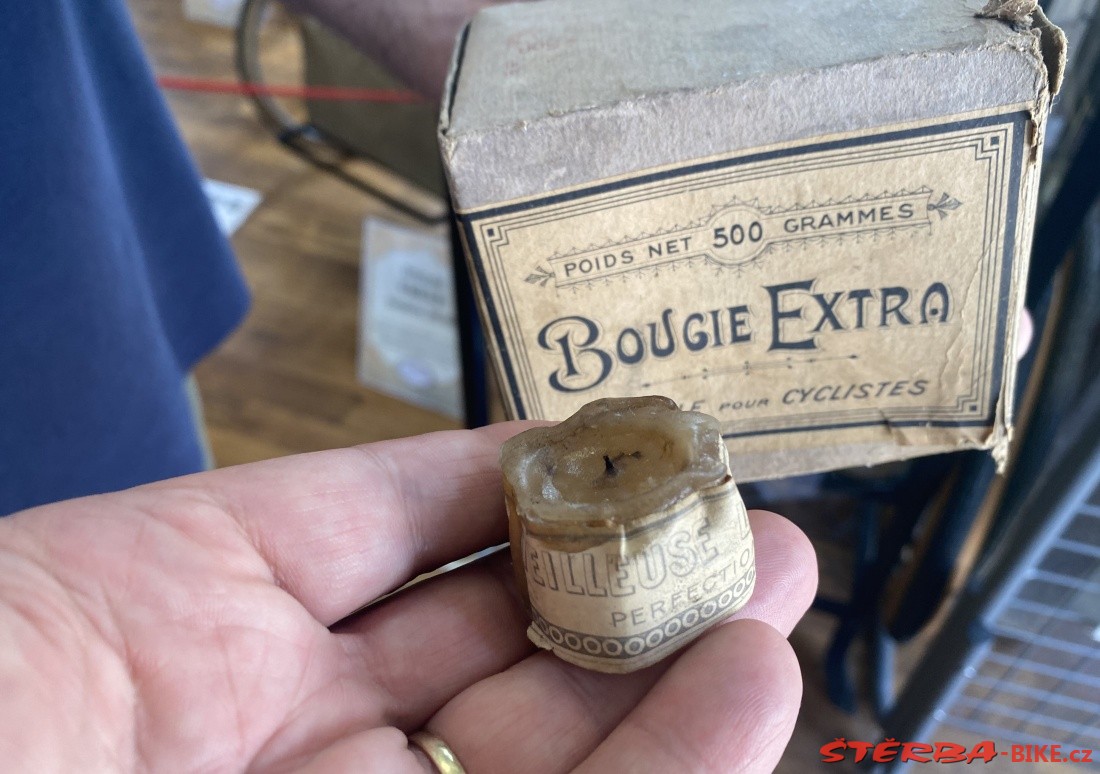 POIDS NET 500 GRAMMES
BOUGIE EXTRA
POUR CYCLISTES
EILLEUSE
PERFECTIO
ŠTĚRBA-BIKE.cz